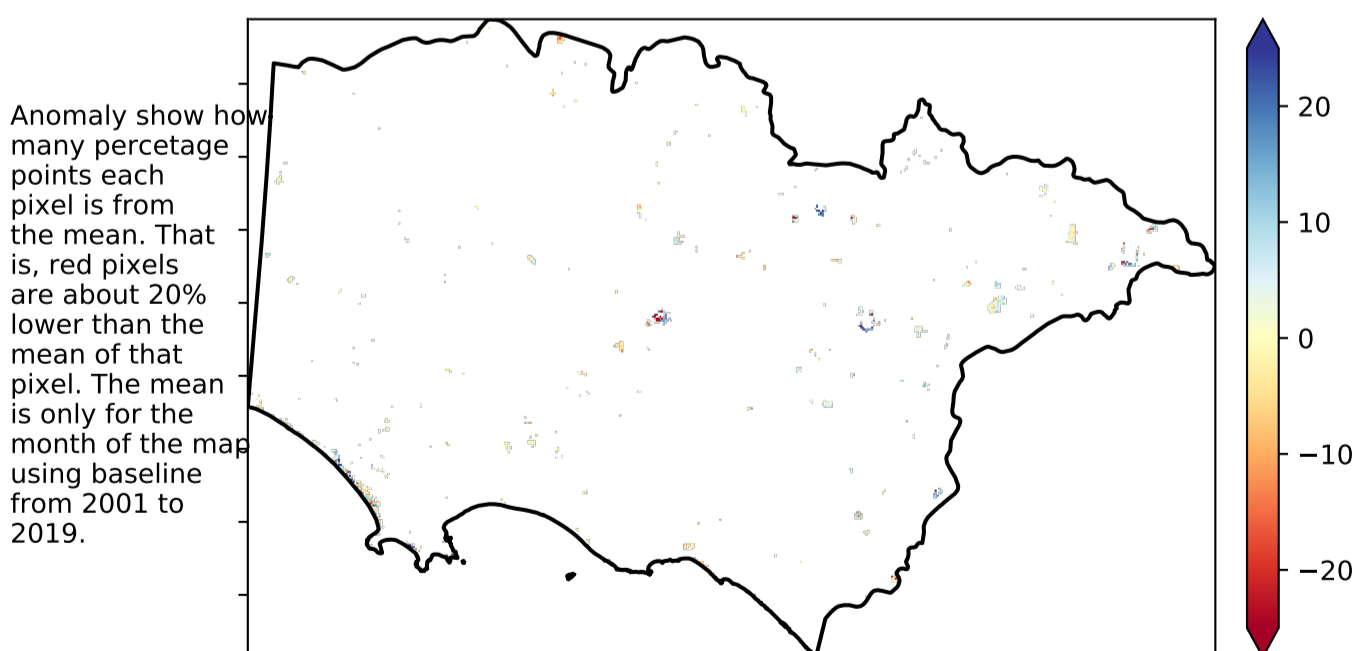 Anomaly show how
many percetage
points each
pixel is from
the mean. That
is, red pixels
are about 20%
lower than the
mean of that
pixel. The mean
is only for the
month of the map
using baseline
from 2001 to
2019.
20
10
0
−10
−20